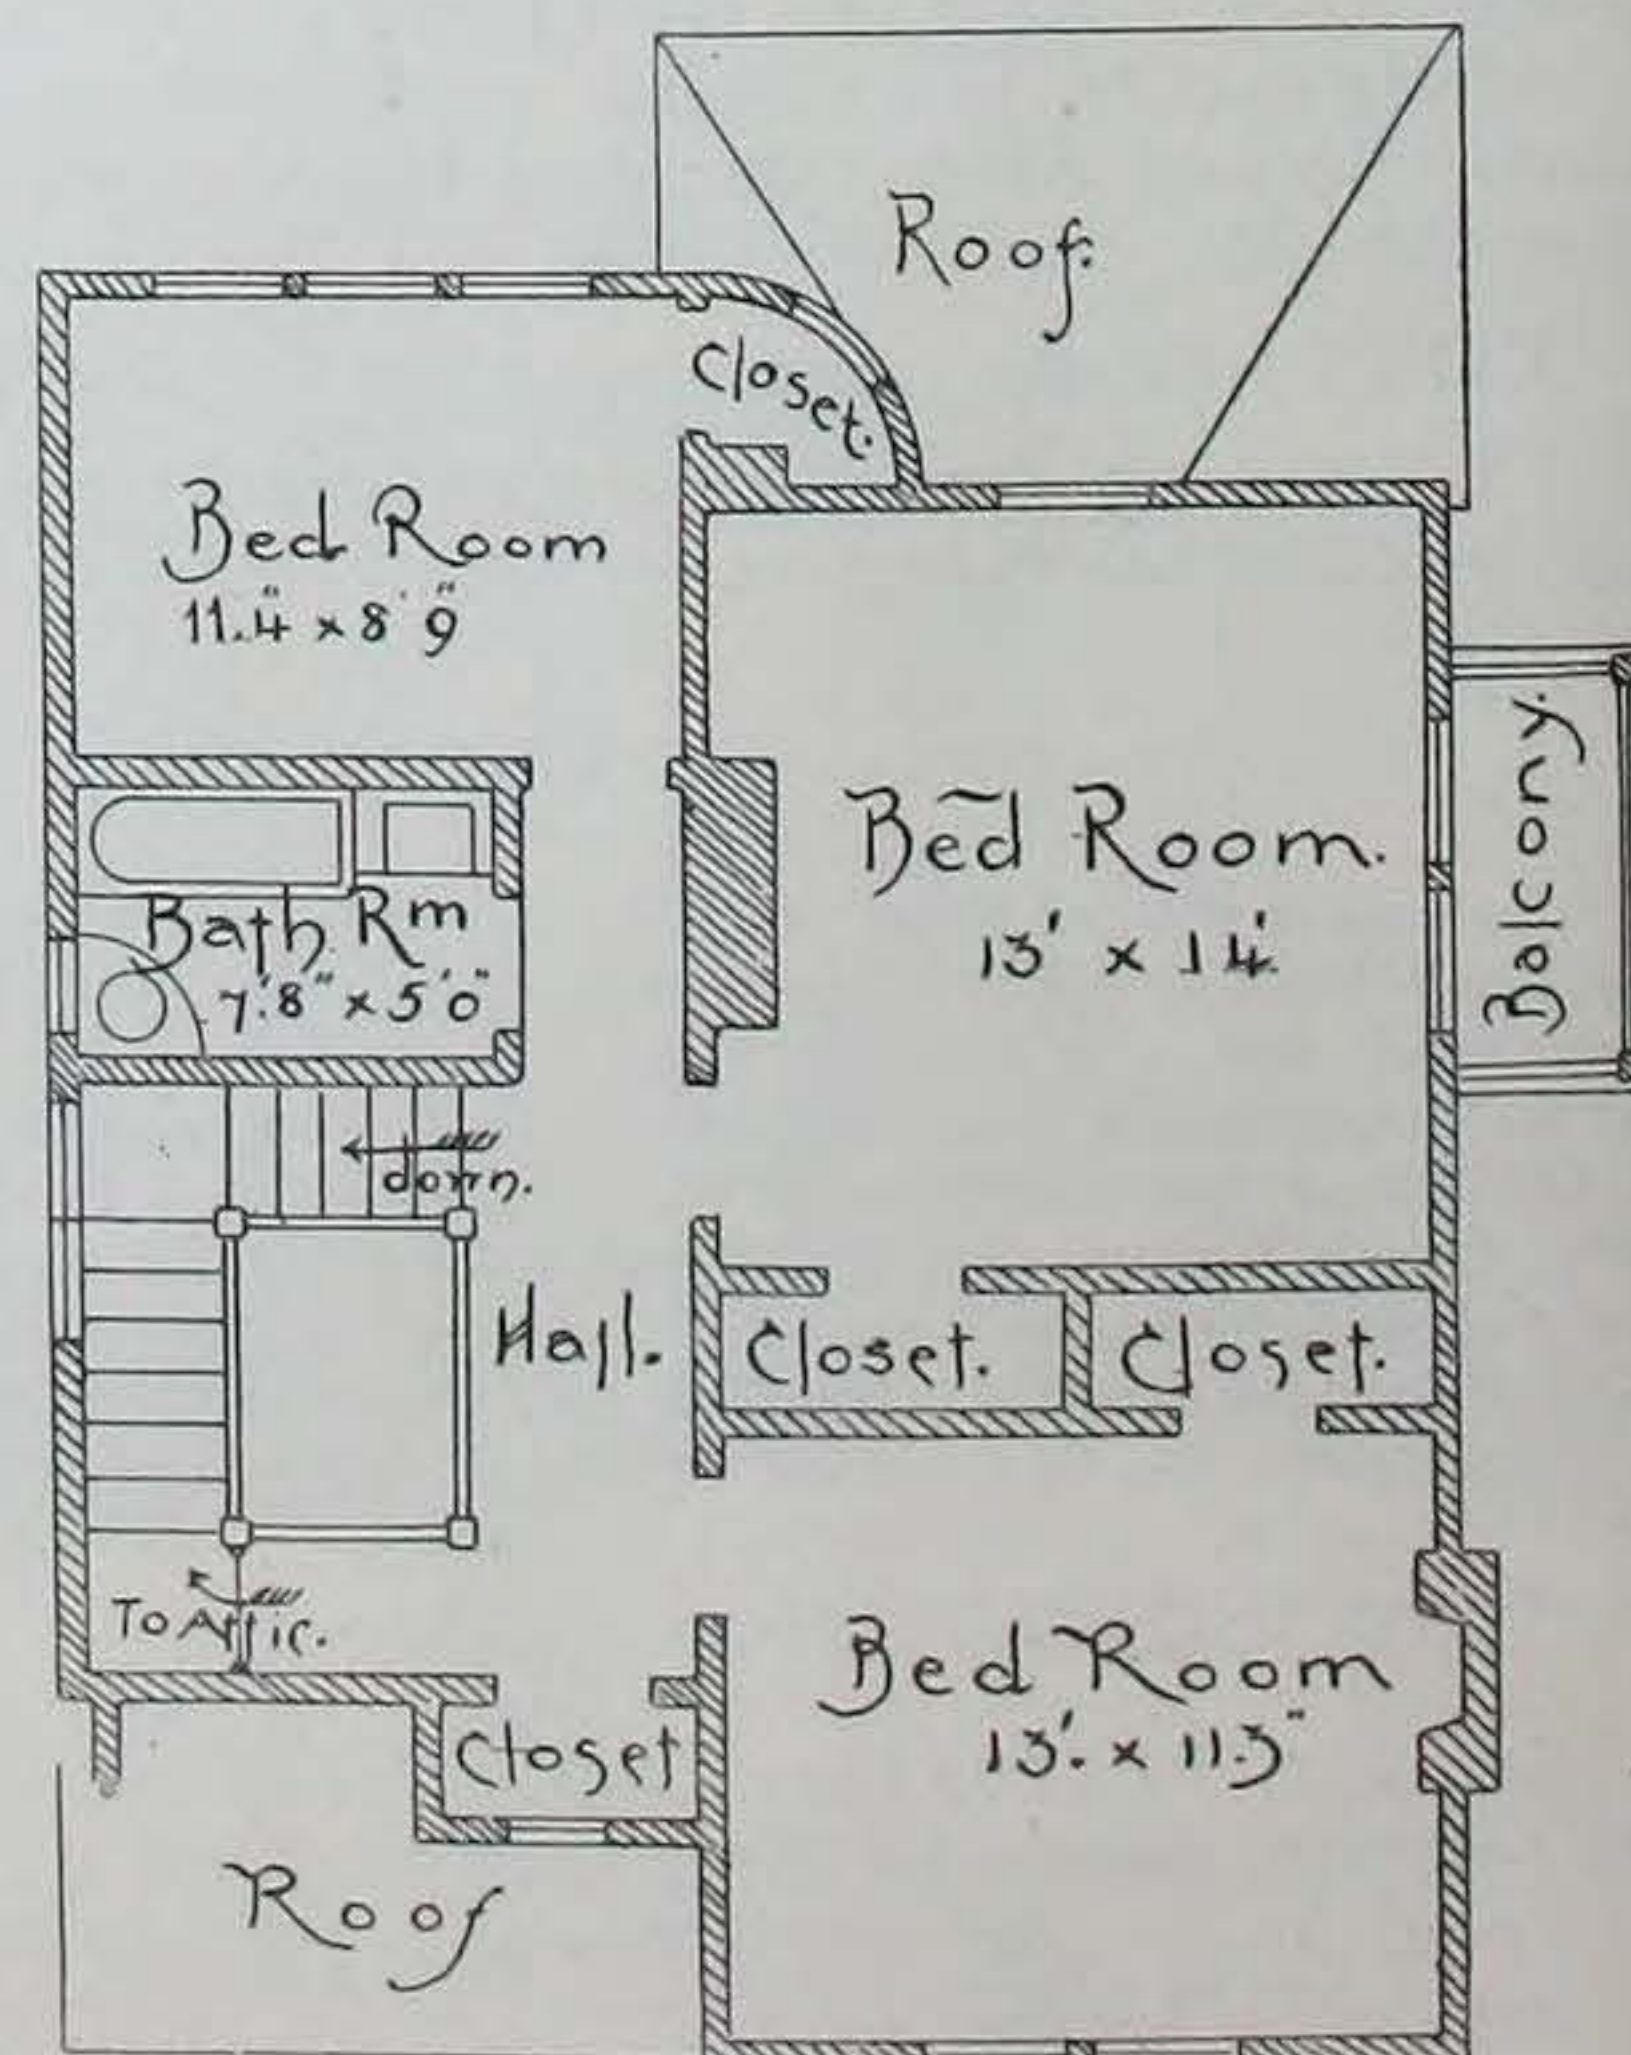 Roof.
Closet.
Bed Room
11.4" x 8' 9"
Bed Room.
13' x 14'
Balcony.
Bath Rm
7'.8" x 5'0"
down.
Hall.
Closet.
Closet.
To Attic.
Bed Room
13'. x 11.3"
Closet
Roof